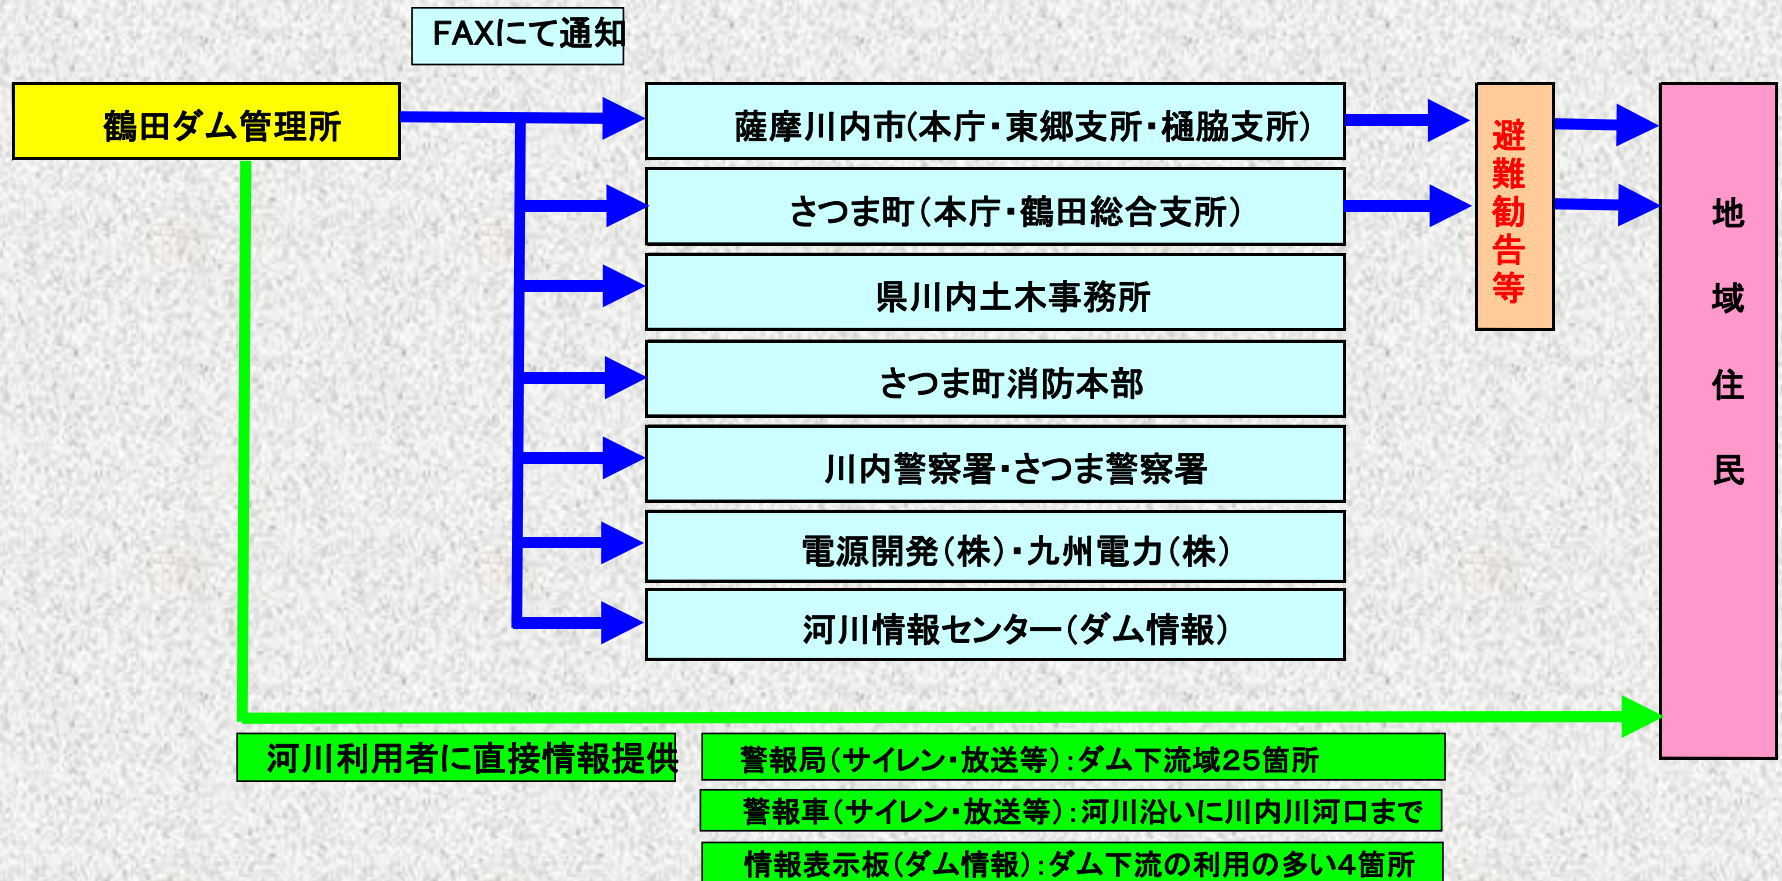 FAXにて通知
鶴田ダム管理所
薩摩川内市(本庁・東郷支所・樋脇支所)
さつま町(本庁・鶴田総合支所)
県川内土木事務所
さつま町消防本部
川内警察署・さつま警察署
電源開発(株)・九州電力(株)
河川情報センター(ダム情報)
避難勧告等
地域住民
河川利用者に直接情報提供
警報局(サイレン・放送等):ダム下流域25箇所
警報車(サイレン・放送等):河川沿いに川内川河口まで
情報表示板(ダム情報):ダム下流の利用の多い4箇所